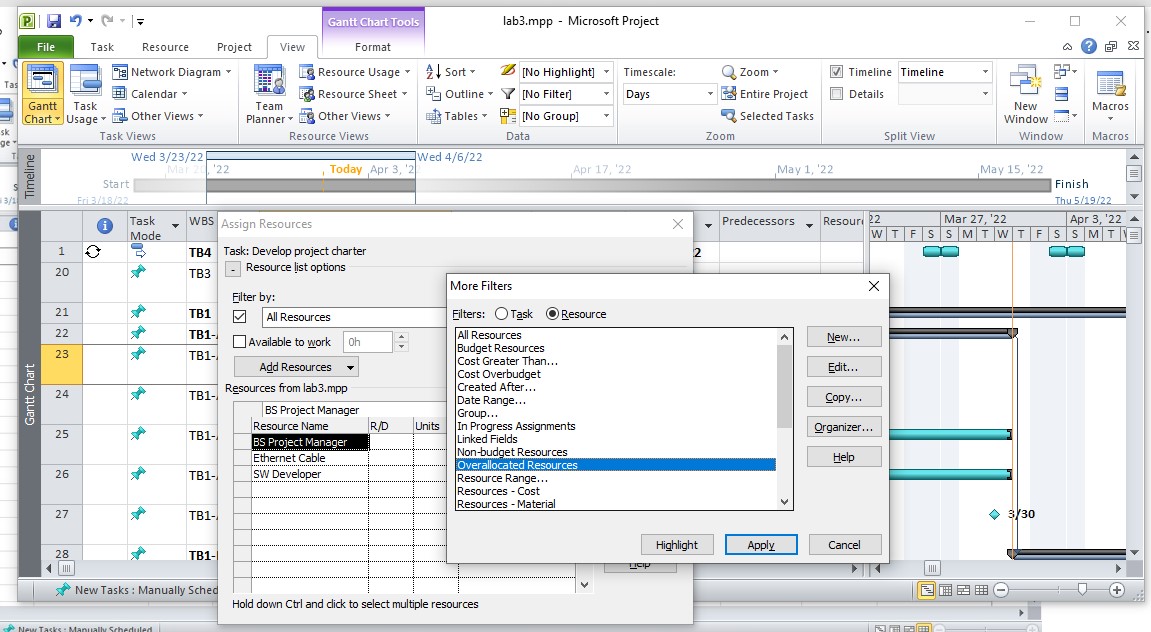 Gantt Chart Tools
lab3.mpp - Microsoft Project
File Task Resource Project View Format
Network Diagram
Calendar
Other Views
Gantt Chart
Task Usage
Task Views
Team Planner
Resource Usage
Resource Sheet
Other Views
Resource Views
Sort
Outline
Tables
[No Highlight]
[No Filter]
[No Group]
Data
Timescale:
Days
Zoom
Entire Project
Selected Tasks
Zoom
Timeline Timeline
Details
Split View
New Window
Window
Macros
Macros
Timeline
Wed 3/23/22 Wed 4/6/22
Today Apr 3, '2 Apr 17, '22 May 1, '22 May 15, '22
Start Finish
Fri 3/18/22 Thu 5/19/22
Gantt Chart
Task Mode WBS Predecessors Resour
22 Mar 27, '22 Apr 3, '2
W T F S S M T W T F S S M T W
1 TB4 2
20 TB3
21 TB1
22 TB1-
23 TB1-
24 TB1-
25 TB1-
26 TB1-
27 TB1- 3/30
28 TB1-
New Tasks : Manually Sched
New Tasks : Manually Scheduled
Assign Resources
Task: Develop project charter
- Resource list options
Filter by:
All Resources
Available to work 0h
Add Resources
Resources from lab3.mpp
BS Project Manager
Resource Name R/D Units
BS Project Manager
Ethernet Cable
SW Developer
Help
Hold down Ctrl and click to select multiple resources
More Filters
Filters: Task Resource
All Resources
Budget Resources
Cost Greater Than...
Cost Overbudget
Created After...
Date Range...
Group...
In Progress Assignments
Linked Fields
Non-budget Resources
Overallocated Resources
Resource Range...
Resources - Cost
Resources - Material
New...
Edit...
Copy...
Organizer...
Help
Highlight Apply Cancel